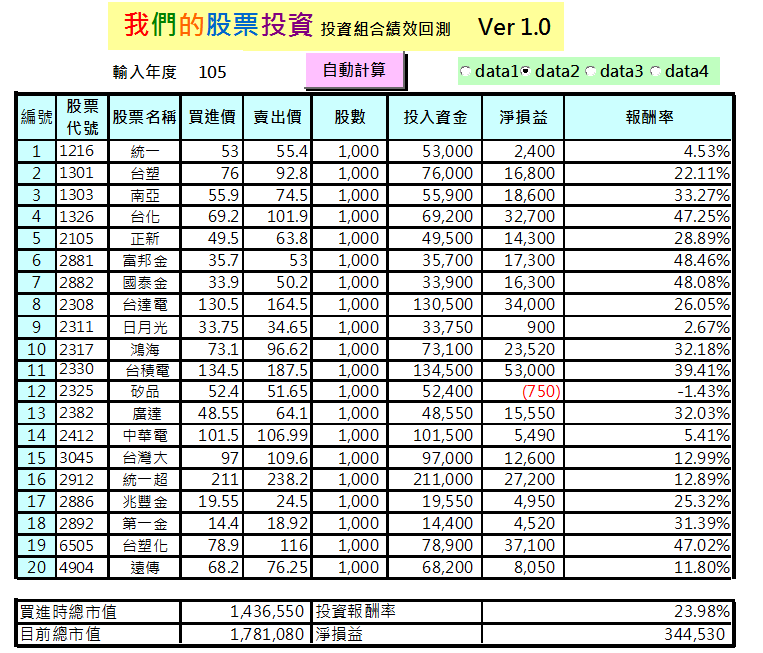 我們的股票投資 投資組合績效回測 Ver 1.0
輸入年度 105 自動計算 data1 data2 data3 data4
編號 股票代號 股票名稱 買進價 賣出價 股數 投入資金 淨損益 報酬率
1 1216 統一 53 55.4 1,000 53,000 2,400 4.53%
2 1301 台塑 76 92.8 1,000 76,000 16,800 22.11%
3 1303 南亞 55.9 74.5 1,000 55,900 18,600 33.27%
4 1326 台化 69.2 101.9 1,000 69,200 32,700 47.25%
5 2105 正新 49.5 63.8 1,000 49,500 14,300 28.89%
6 2881 富邦金 35.7 53 1,000 35,700 17,300 48.46%
7 2882 國泰金 33.9 50.2 1,000 33,900 16,300 48.08%
8 2308 台達電 130.5 164.5 1,000 130,500 34,000 26.05%
9 2311 日月光 33.75 34.65 1,000 33,750 900 2.67%
10 2317 鴻海 73.1 96.62 1,000 73,100 23,520 32.18%
11 2330 台積電 134.5 187.5 1,000 134,500 53,000 39.41%
12 2325 矽品 52.4 51.65 1,000 52,400 (750) -1.43%
13 2382 廣達 48.55 64.1 1,000 48,550 15,550 32.03%
14 2412 中華電 101.5 106.99 1,000 101,500 5,490 5.41%
15 3045 台灣大 97 109.6 1,000 97,000 12,600 12.99%
16 2912 統一超 211 238.2 1,000 211,000 27,200 12.89%
17 2886 兆豐金 19.55 24.5 1,000 19,550 4,950 25.32%
18 2892 第一金 14.4 18.92 1,000 14,400 4,520 31.39%
19 6505 台塑化 78.9 116 1,000 78,900 37,100 47.02%
20 4904 遠傳 68.2 76.25 1,000 68,200 8,050 11.80%
買進時總市值 1,436,550 投資報酬率 23.98%
目前總市值 1,781,080 淨損益 344,530